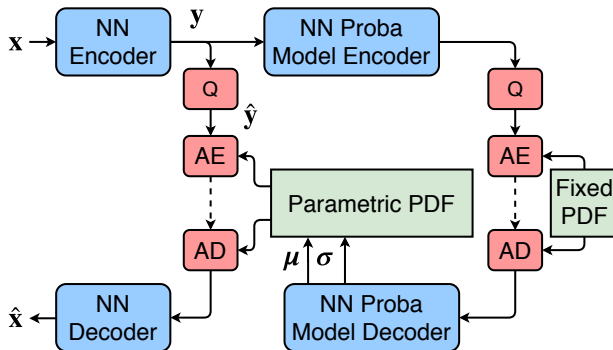 x
NN
Encoder
y
NN Proba
Model Encoder
Q
Q
ŷ
AE
AE
Parametric PDF
Fixed
PDF
AD
AD
μ
σ
x̂
NN
Decoder
NN Proba
Model Decoder